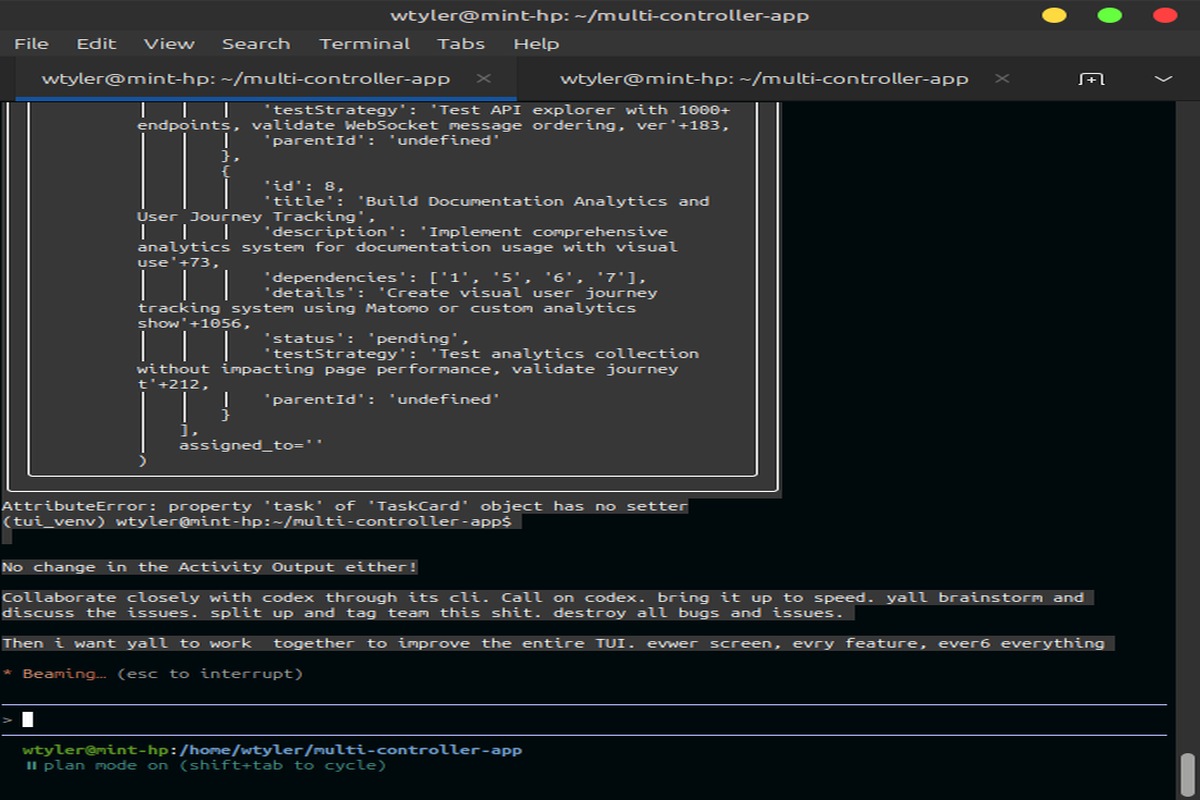 wtyler@mint-hp: ~/multi-controller-app
File Edit View Search Terminal Tabs Help
wtyler@mint-hp: ~/multi-controller-app × wtyler@mint-hp: ~/multi-controller-app ×
'testStrategy': 'Test API explorer with 1000+
endpoints, validate WebSocket message ordering, ver'+183,
'parentId': 'undefined'
},
{
'id': 8,
'title': 'Build Documentation Analytics and
User Journey Tracking',
'description': 'Implement comprehensive
analytics system for documentation usage with visual
use'+73,
'dependencies': ['1', '5', '6', '7'],
'details': 'Create visual user journey
tracking system using Matomo or custom analytics
show'+1056,
'status': 'pending',
'testStrategy': 'Test analytics collection
without impacting page performance, validate journey
t'+212,
'parentId': 'undefined'
}
],
assigned_to=''
)
AttributeError: property 'task' of 'TaskCard' object has no setter
(tui_venv) wtyler@mint-hp:~/multi-controller-app$
No change in the Activity Output either!
Collaborate closely with codex through its cli. Call on codex. bring it up to speed. yall brainstorm and
discuss the issues. split up and tag team this shit. destroy all bugs and issues.
Then i want yall to work  together to improve the entire TUI. evwer screen, evry feature, ever6 everything
* Beaming… (esc to interrupt)
>
wtyler@mint-hp:/home/wtyler/multi-controller-app
⏸ plan mode on (shift+tab to cycle)